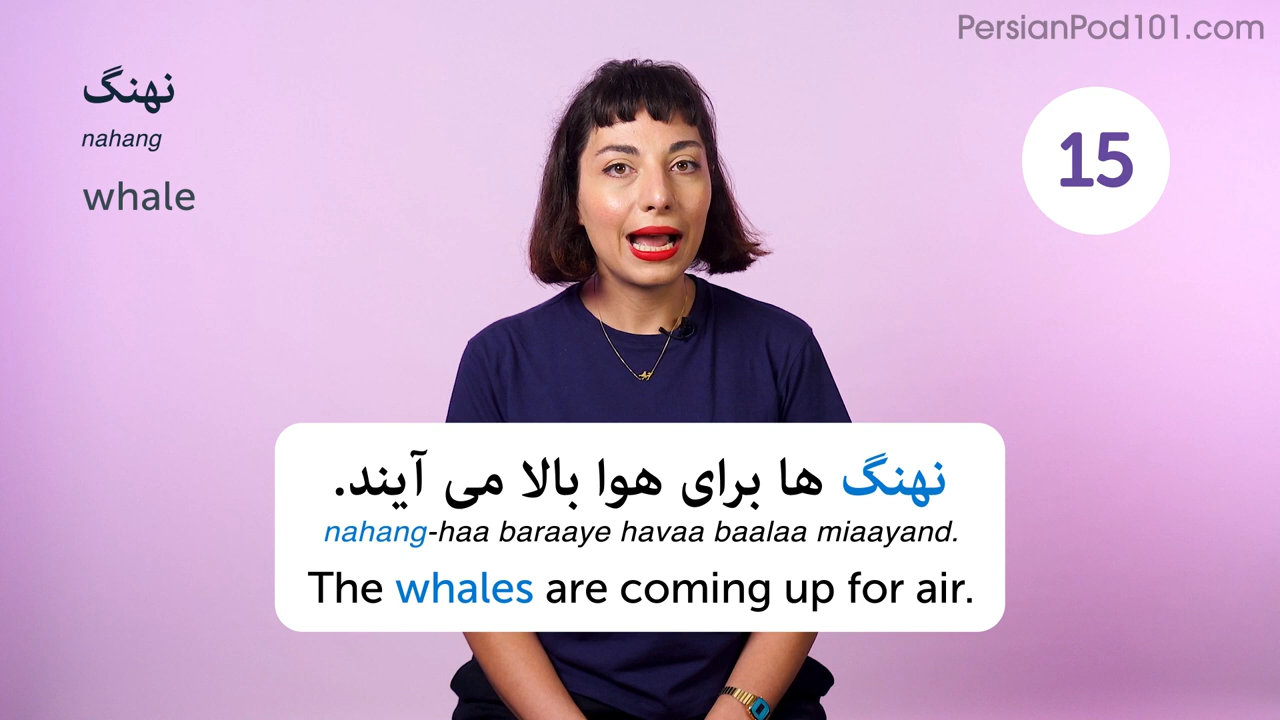 PersianPod101.com
نهنگ
nahang
whale
15
نهنگ ها برای هوا بالا می آیند.
nahang-haa baraaye havaa baalaa miaayand.
The whales are coming up for air.